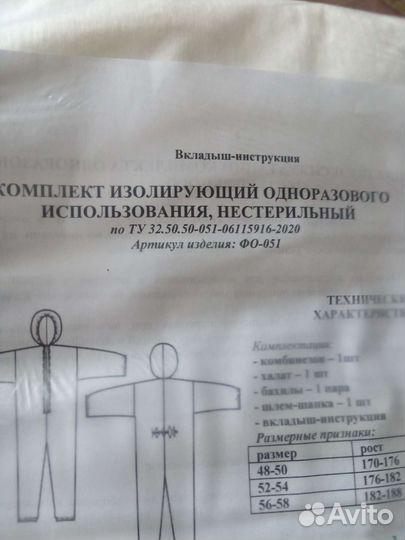 Вкладыш-инструкция
КОМПЛЕКТ ИЗОЛИРУЮЩИЙ ОДНОРАЗОВОГО
ИСПОЛЬЗОВАНИЯ, НЕСТЕРИЛЬНЫЙ
по ТУ 32.50.50-051-06115916-2020
Артикул изделия: ФО-051
ТЕХНИЧЕСКИ
ХАРАКТЕРИСТИ
Комплектация:
- комбинезон – 1шт
- халат – 1 шт
- бахилы – 1 пара
- шлем-шапка – 1 шт
- вкладыш-инструкция
Размерные признаки:
размер рост
48-50 170-176
52-54 176-182
56-58 182-188
Avito